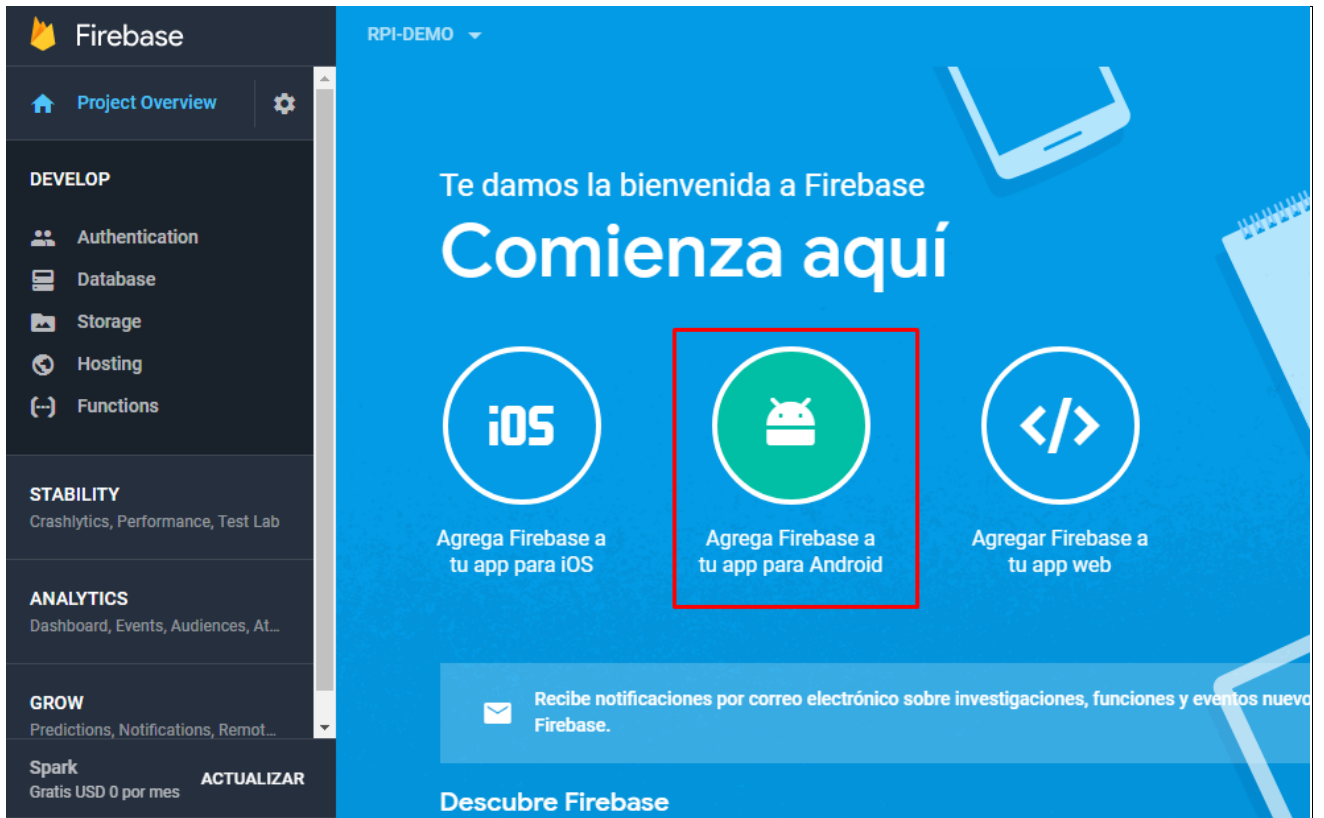 Firebase
RPI-DEMO
Project Overview
DEVELOP
Authentication
Database
Storage
Hosting
Functions
STABILITY
Crashlytics, Performance, Test Lab
ANALYTICS
Dashboard, Events, Audiences, At...
GROW
Predictions, Notifications, Remot...
Spark
Gratis USD 0 por mes
ACTUALIZAR
Te damos la bienvenida a Firebase
Comienza aquí
iOS
Agrega Firebase a
tu app para iOS
Agrega Firebase a
tu app para Android
</>
Agregar Firebase a
tu app web
Recibe notificaciones por correo electrónico sobre investigaciones, funciones y eventos nuevo
Firebase.
Descubre Firebase